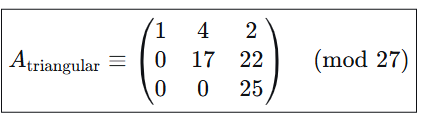 A_triangular ≡ (1 4 2
0 17 22
0 0 25) (mod 27)